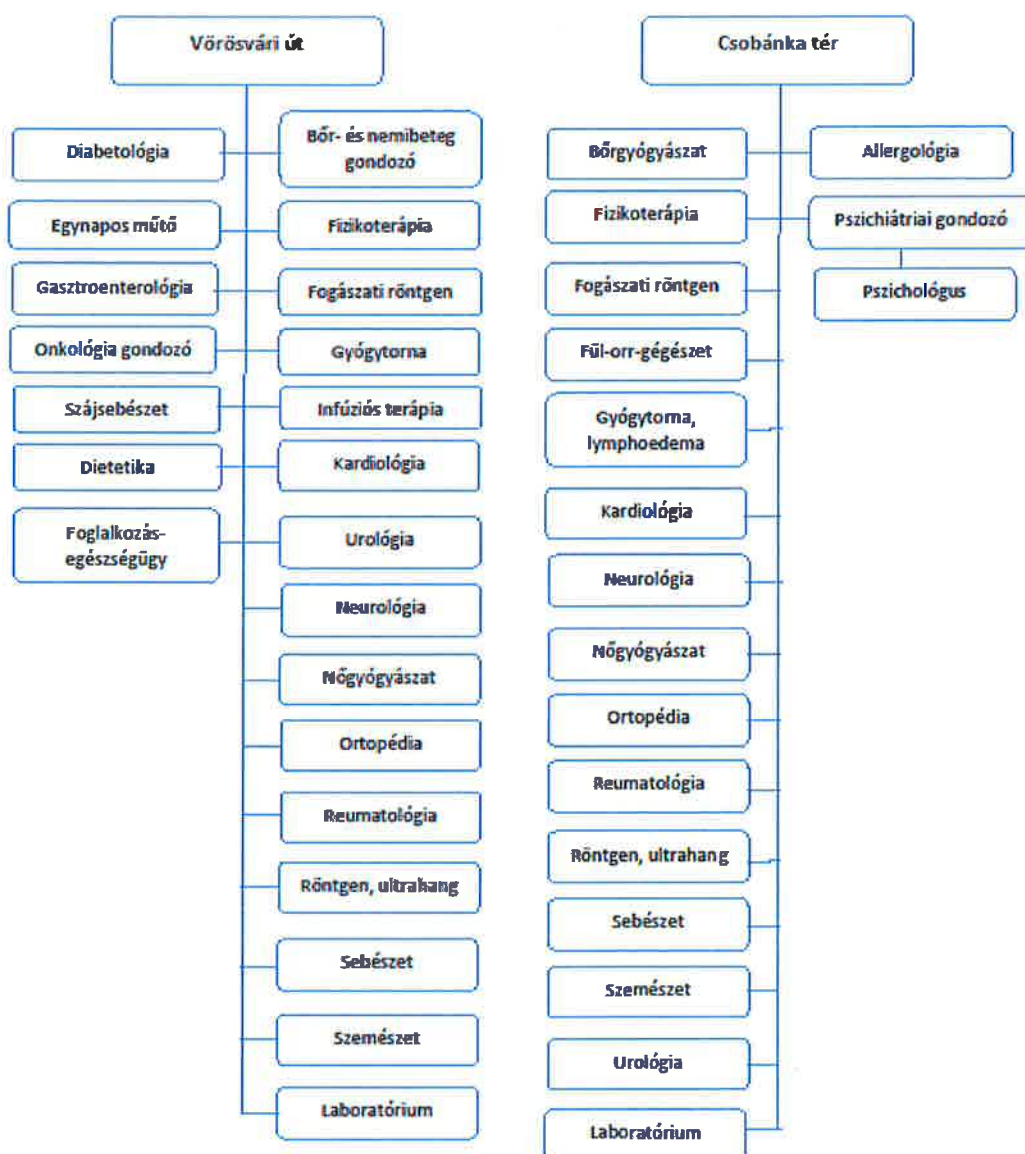 Vörösvári út
Diabetológia
Bőr- és nemibeteg
gondozó
Egynapos műtő
Fizikoterápia
Gasztroenterológia
Fogászati röntgen
Onkológia gondozó
Gyógytorna
Szájsebészet
Infúziós terápia
Dietetika
Kardiológia
Foglalkozás-
egészségügy
Urológia
Neurológia
Nőgyógyászat
Ortopédia
Reumatológia
Röntgen, ultrahang
Sebészet
Szemészet
Laboratórium
Csobánka tér
Bőrgyógyászat
Allergológia
Fizikoterápia
Pszichiátriai gondozó
Pszichológus
Fogászati röntgen
Fül-orr-gégészet
Gyógytorna,
lymphoedema
Kardiológia
Neurológia
Nőgyógyászat
Ortopédia
Reumatológia
Röntgen, ultrahang
Sebészet
Szemészet
Urológia
Laboratórium